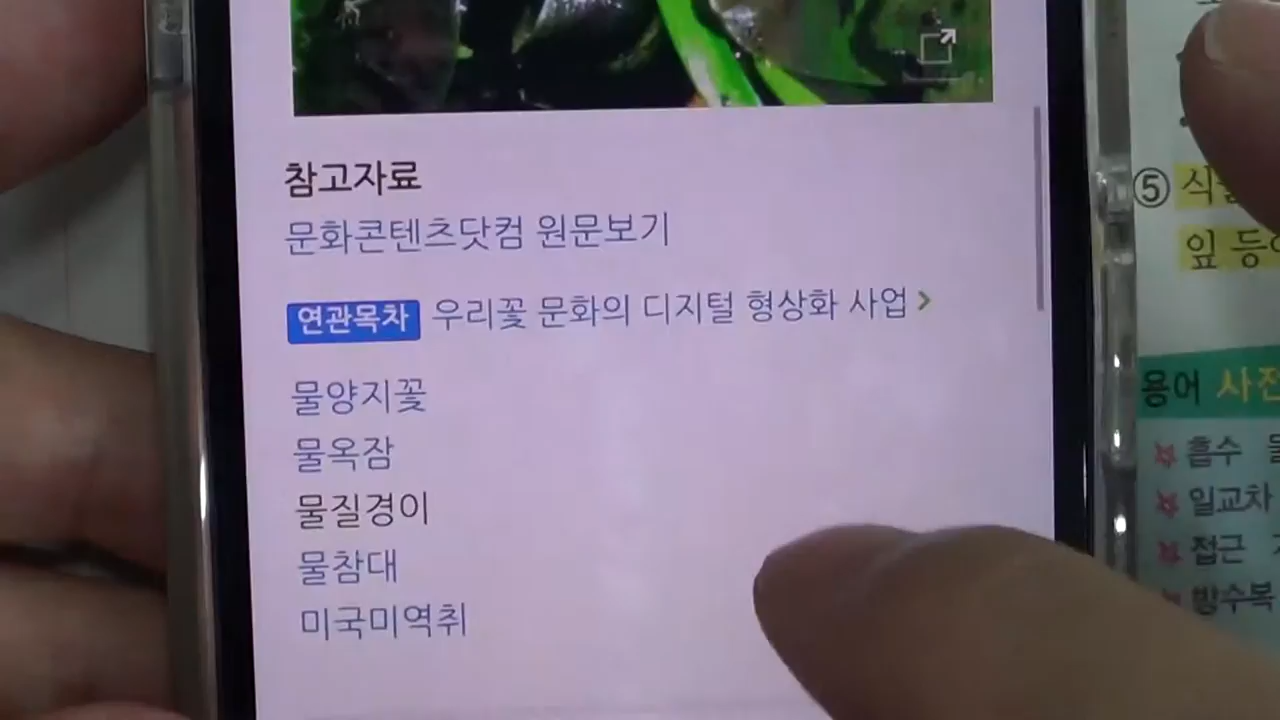 참고자료
문화콘텐츠닷컴 원문보기
연관목차 우리꽃 문화의 디지털 형상화 사업 >
물양지꽃
물옥잠
물질경이
물참대
미국미역취
⑤
잎
용어 사전
흡수
일교차
접근
방수복